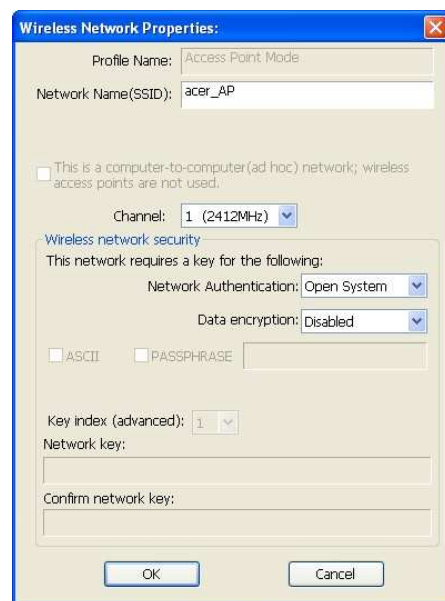 Wireless Network Properties:
Profile Name: Access Point Mode
Network Name(SSID): acer_AP
This is a computer-to-computer(ad hoc) network; wireless
access points are not used.
Channel: 1 (2412MHz)
Wireless network security
This network requires a key for the following:
Network Authentication: Open System
Data encryption: Disabled
ASCII PASSPHRASE
Key index (advanced): 1
Network key:
Confirm network key:
OK Cancel